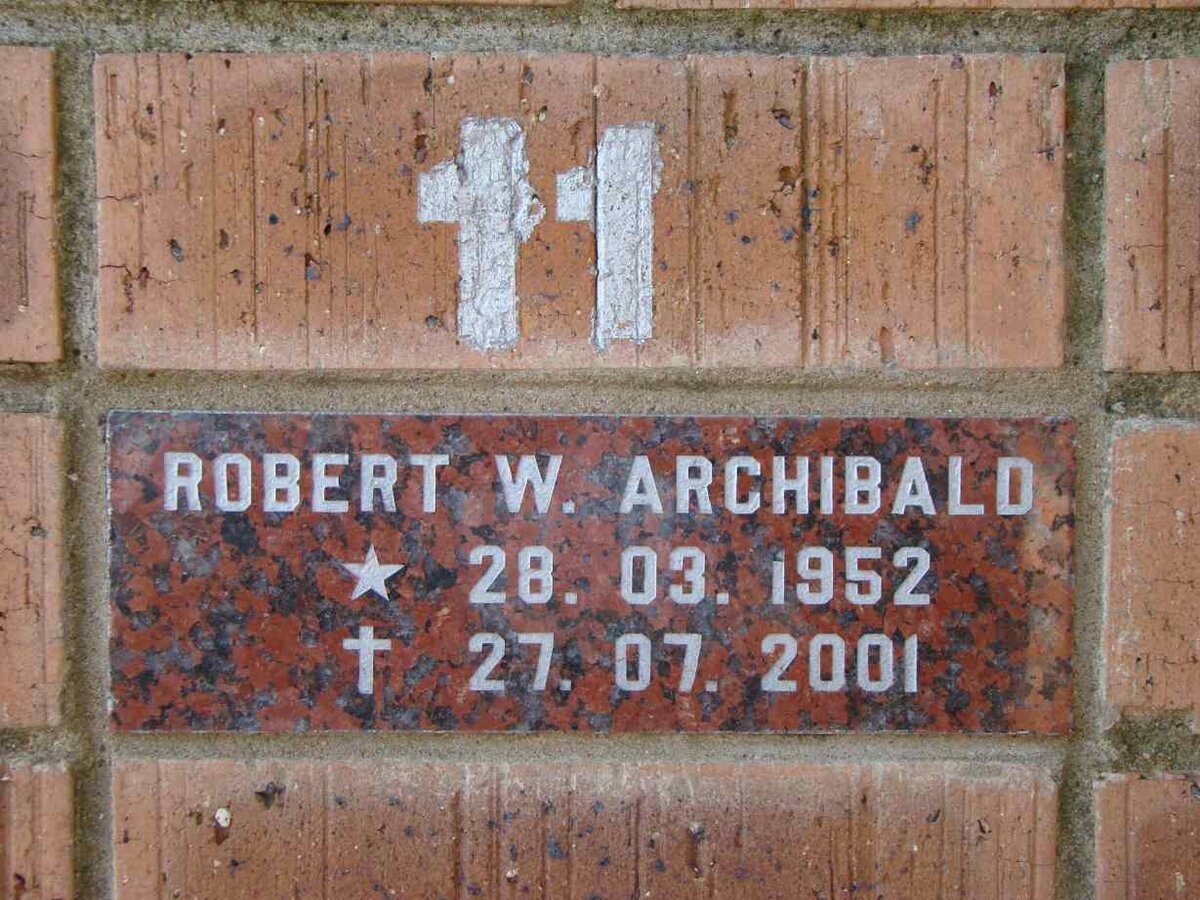 11
ROBERT W. ARCHIBALD
★ 28. 03. 1952
✝ 27. 07. 2001